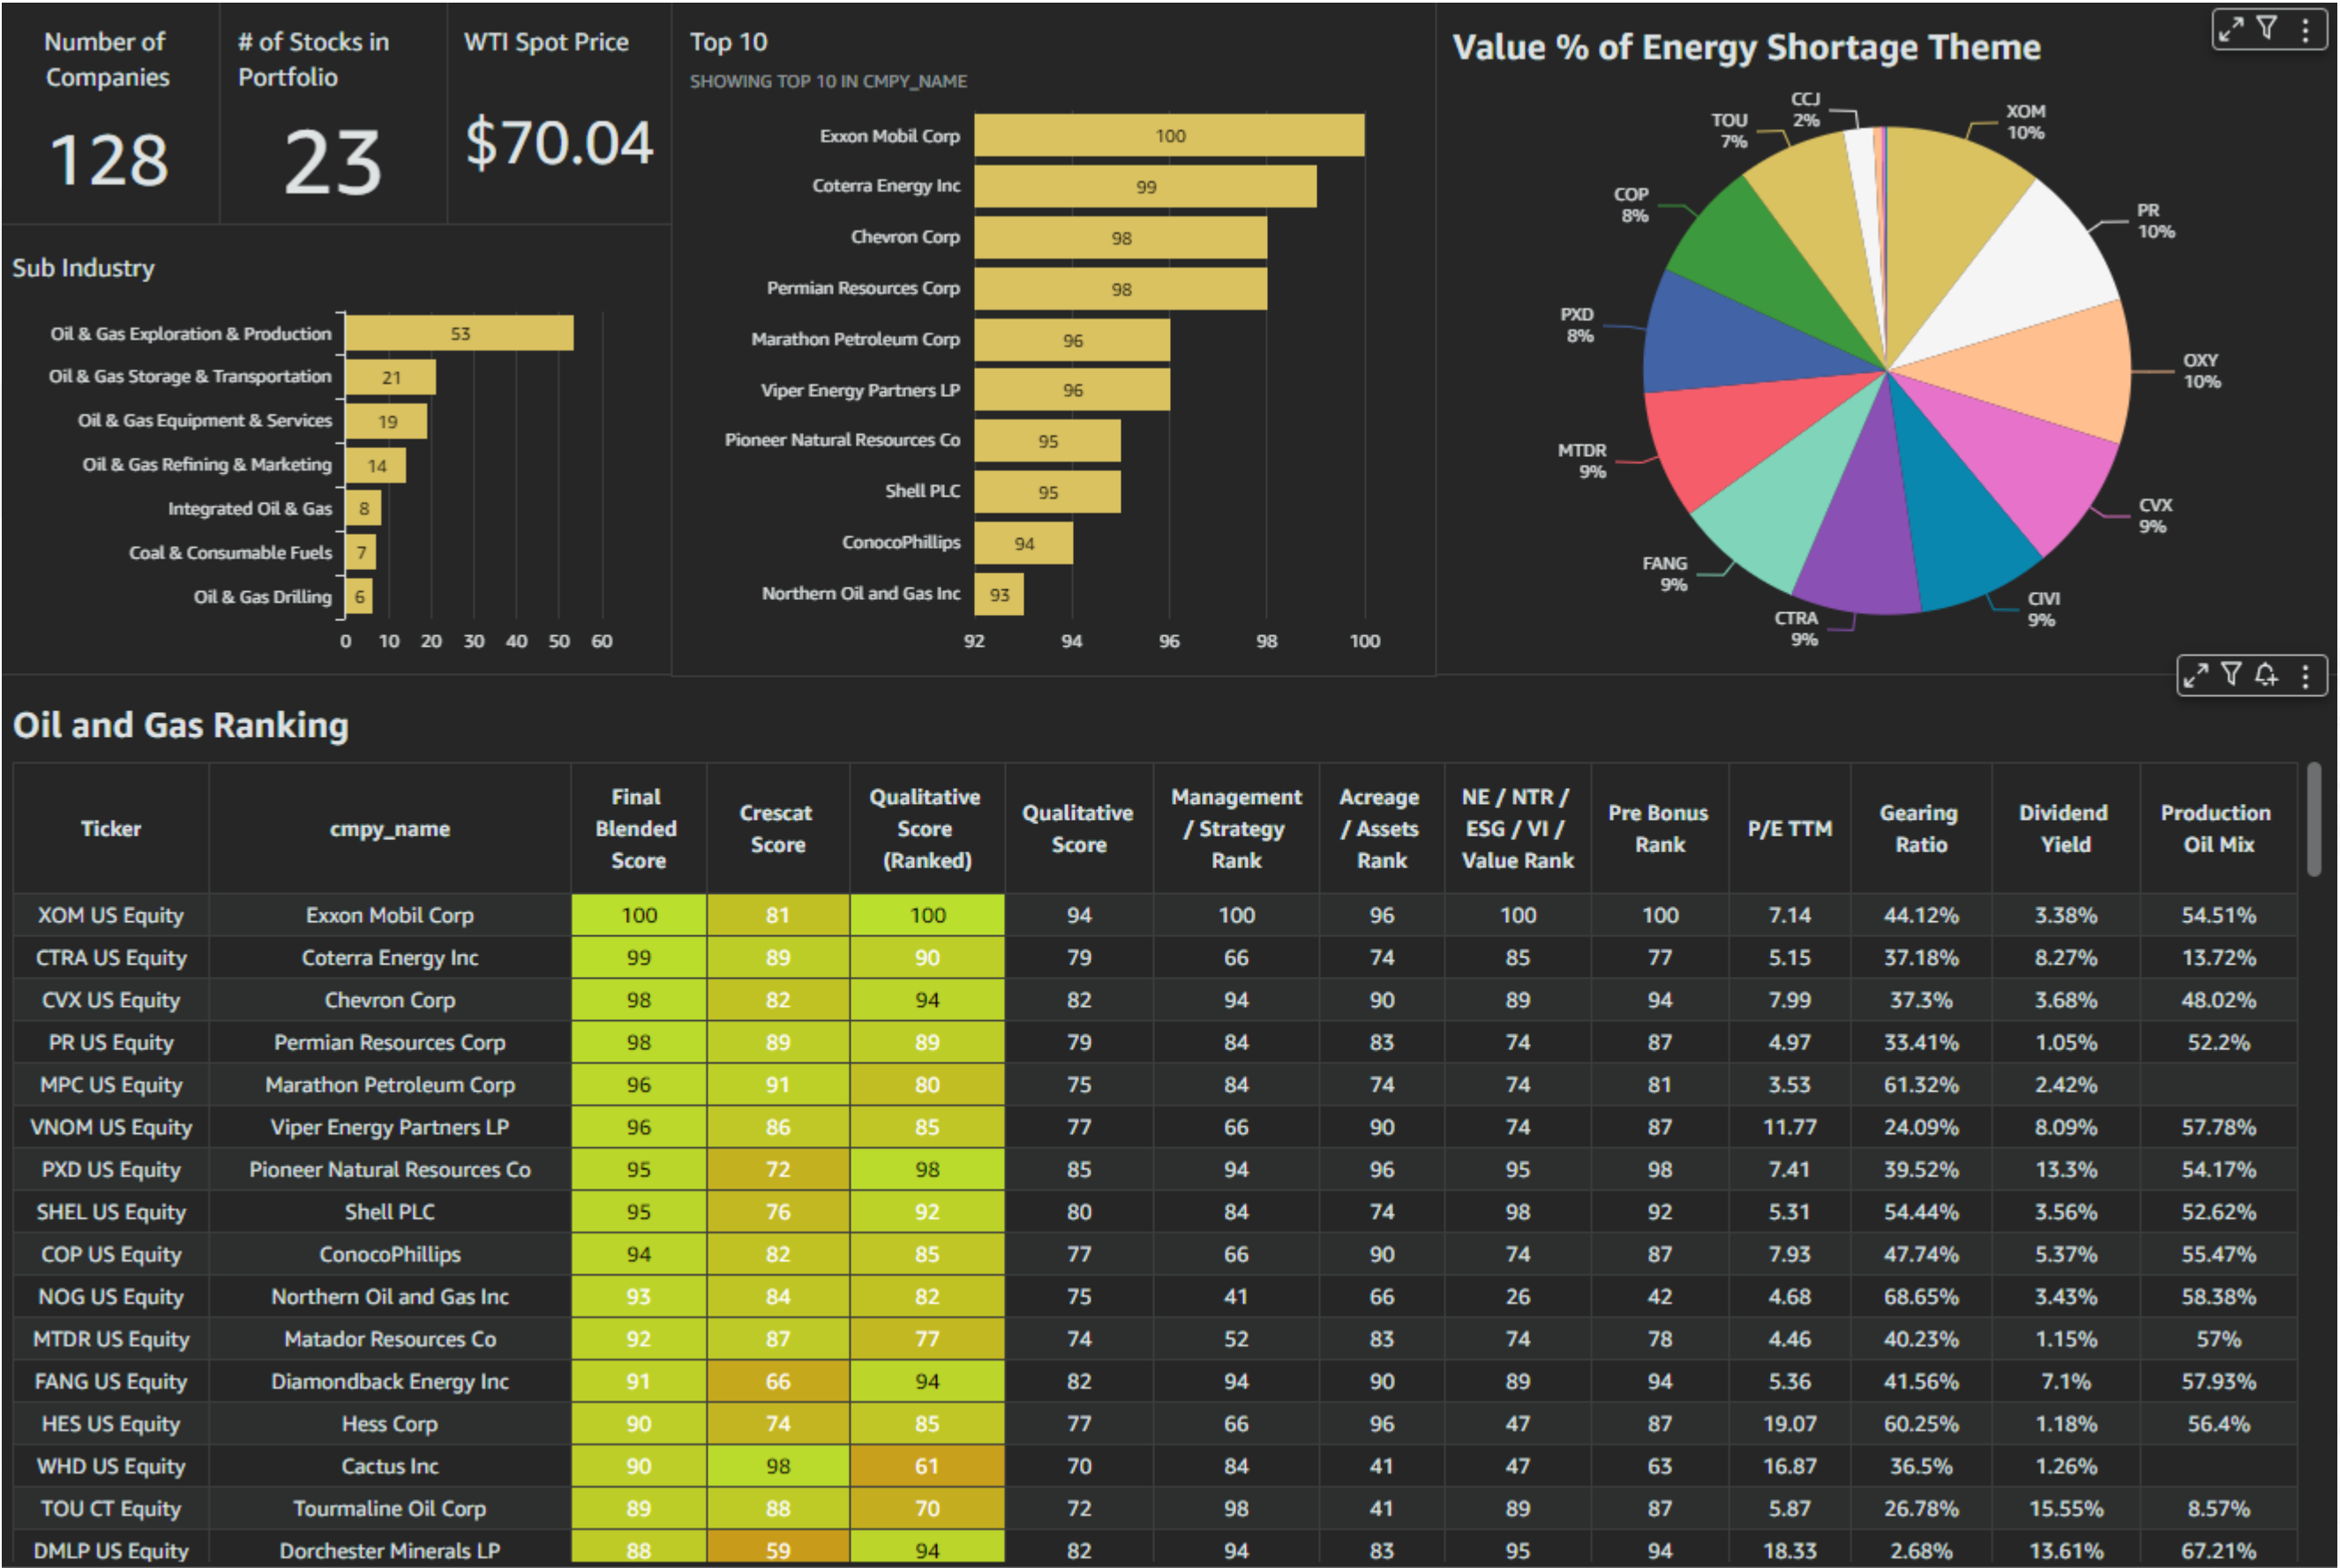 Number of
Companies
128
# of Stocks in
Portfolio
23
WTI Spot Price
$70.04
Sub Industry
Oil & Gas Exploration & Production 53
Oil & Gas Storage & Transportation 21
Oil & Gas Equipment & Services 19
Oil & Gas Refining & Marketing 14
Integrated Oil & Gas 8
Coal & Consumable Fuels 7
Oil & Gas Drilling 6
0 10 20 30 40 50 60
Top 10
SHOWING TOP 10 IN CMPY_NAME
Exxon Mobil Corp 100
Coterra Energy Inc 99
Chevron Corp 98
Permian Resources Corp 98
Marathon Petroleum Corp 96
Viper Energy Partners LP 96
Pioneer Natural Resources Co 95
Shell PLC 95
ConocoPhillips 94
Northern Oil and Gas Inc 93
92 94 96 98 100
Value % of Energy Shortage Theme
XOM
10%
PR
10%
OXY
10%
CVX
9%
CIVI
9%
CTRA
9%
FANG
9%
MTDR
9%
PXD
8%
COP
8%
TOU
7%
CCJ
2%
Oil and Gas Ranking
Ticker cmpy_name Final Blended Score Crescat Score Qualitative Score (Ranked) Qualitative Score Management / Strategy Rank Acreage / Assets Rank NE / NTR / ESG / VI / Value Rank Pre Bonus Rank P/E TTM Gearing Ratio Dividend Yield Production Oil Mix
XOM US Equity Exxon Mobil Corp 100 81 100 94 100 96 100 100 7.14 44.12% 3.38% 54.51%
CTRA US Equity Coterra Energy Inc 99 89 90 79 66 74 85 77 5.15 37.18% 8.27% 13.72%
CVX US Equity Chevron Corp 98 82 94 82 94 90 89 94 7.99 37.3% 3.68% 48.02%
PR US Equity Permian Resources Corp 98 89 89 79 84 83 74 87 4.97 33.41% 1.05% 52.2%
MPC US Equity Marathon Petroleum Corp 96 91 80 75 84 74 74 81 3.53 61.32% 2.42%
VNOM US Equity Viper Energy Partners LP 96 86 85 77 66 90 74 87 11.77 24.09% 8.09% 57.78%
PXD US Equity Pioneer Natural Resources Co 95 72 98 85 94 96 95 98 7.41 39.52% 13.3% 54.17%
SHEL US Equity Shell PLC 95 76 92 80 84 74 98 92 5.31 54.44% 3.56% 52.62%
COP US Equity ConocoPhillips 94 82 85 77 66 90 74 87 7.93 47.74% 5.37% 55.47%
NOG US Equity Northern Oil and Gas Inc 93 84 82 75 41 66 26 42 4.68 68.65% 3.43% 58.38%
MTDR US Equity Matador Resources Co 92 87 77 74 52 83 74 78 4.46 40.23% 1.15% 57%
FANG US Equity Diamondback Energy Inc 91 66 94 82 94 90 89 94 5.36 41.56% 7.1% 57.93%
HES US Equity Hess Corp 90 74 85 77 66 96 47 87 19.07 60.25% 1.18% 56.4%
WHD US Equity Cactus Inc 90 98 61 70 84 41 47 63 16.87 36.5% 1.26%
TOU CT Equity Tourmaline Oil Corp 89 88 70 72 98 41 89 87 5.87 26.78% 15.55% 8.57%
DMLP US Equity Dorchester Minerals LP 88 59 94 82 94 83 95 94 18.33 2.68% 13.61% 67.21%